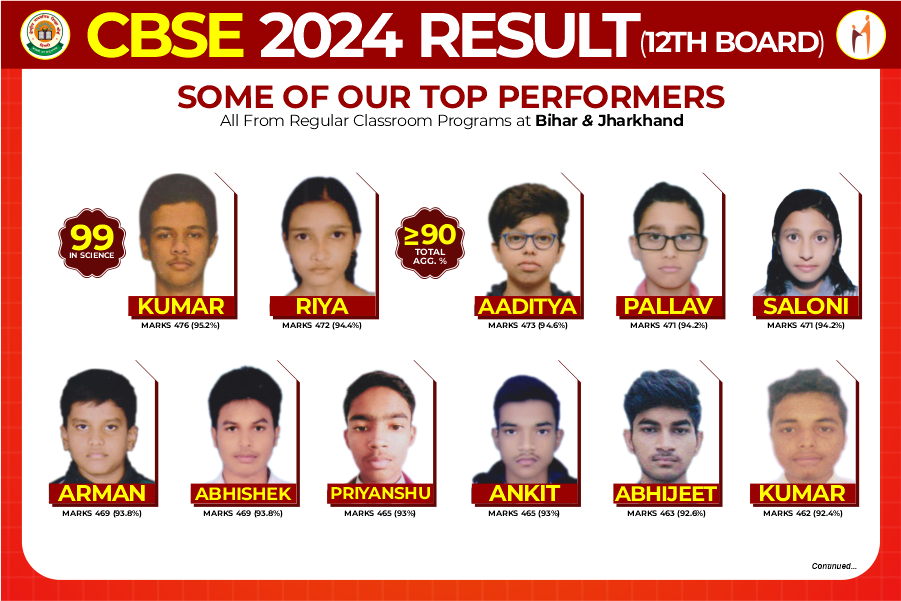 CBSE 2024 RESULT (12TH BOARD)
SOME OF OUR TOP PERFORMERS
All From Regular Classroom Programs at Bihar & Jharkhand
99
IN SCIENCE
KUMAR
MARKS 476 (95.2%)
RIYA
MARKS 472 (94.4%)
≥90
TOTAL
AGG. %
AADITYA
MARKS 473 (94.6%)
PALLAV
MARKS 471 (94.2%)
SALONI
MARKS 471 (94.2%)
ARMAN
MARKS 469 (93.8%)
ABHISHEK
MARKS 469 (93.8%)
PRIYANSHU
MARKS 465 (93%)
ANKIT
MARKS 465 (93%)
ABHIJEET
MARKS 463 (92.6%)
KUMAR
MARKS 462 (92.4%)
Continued...